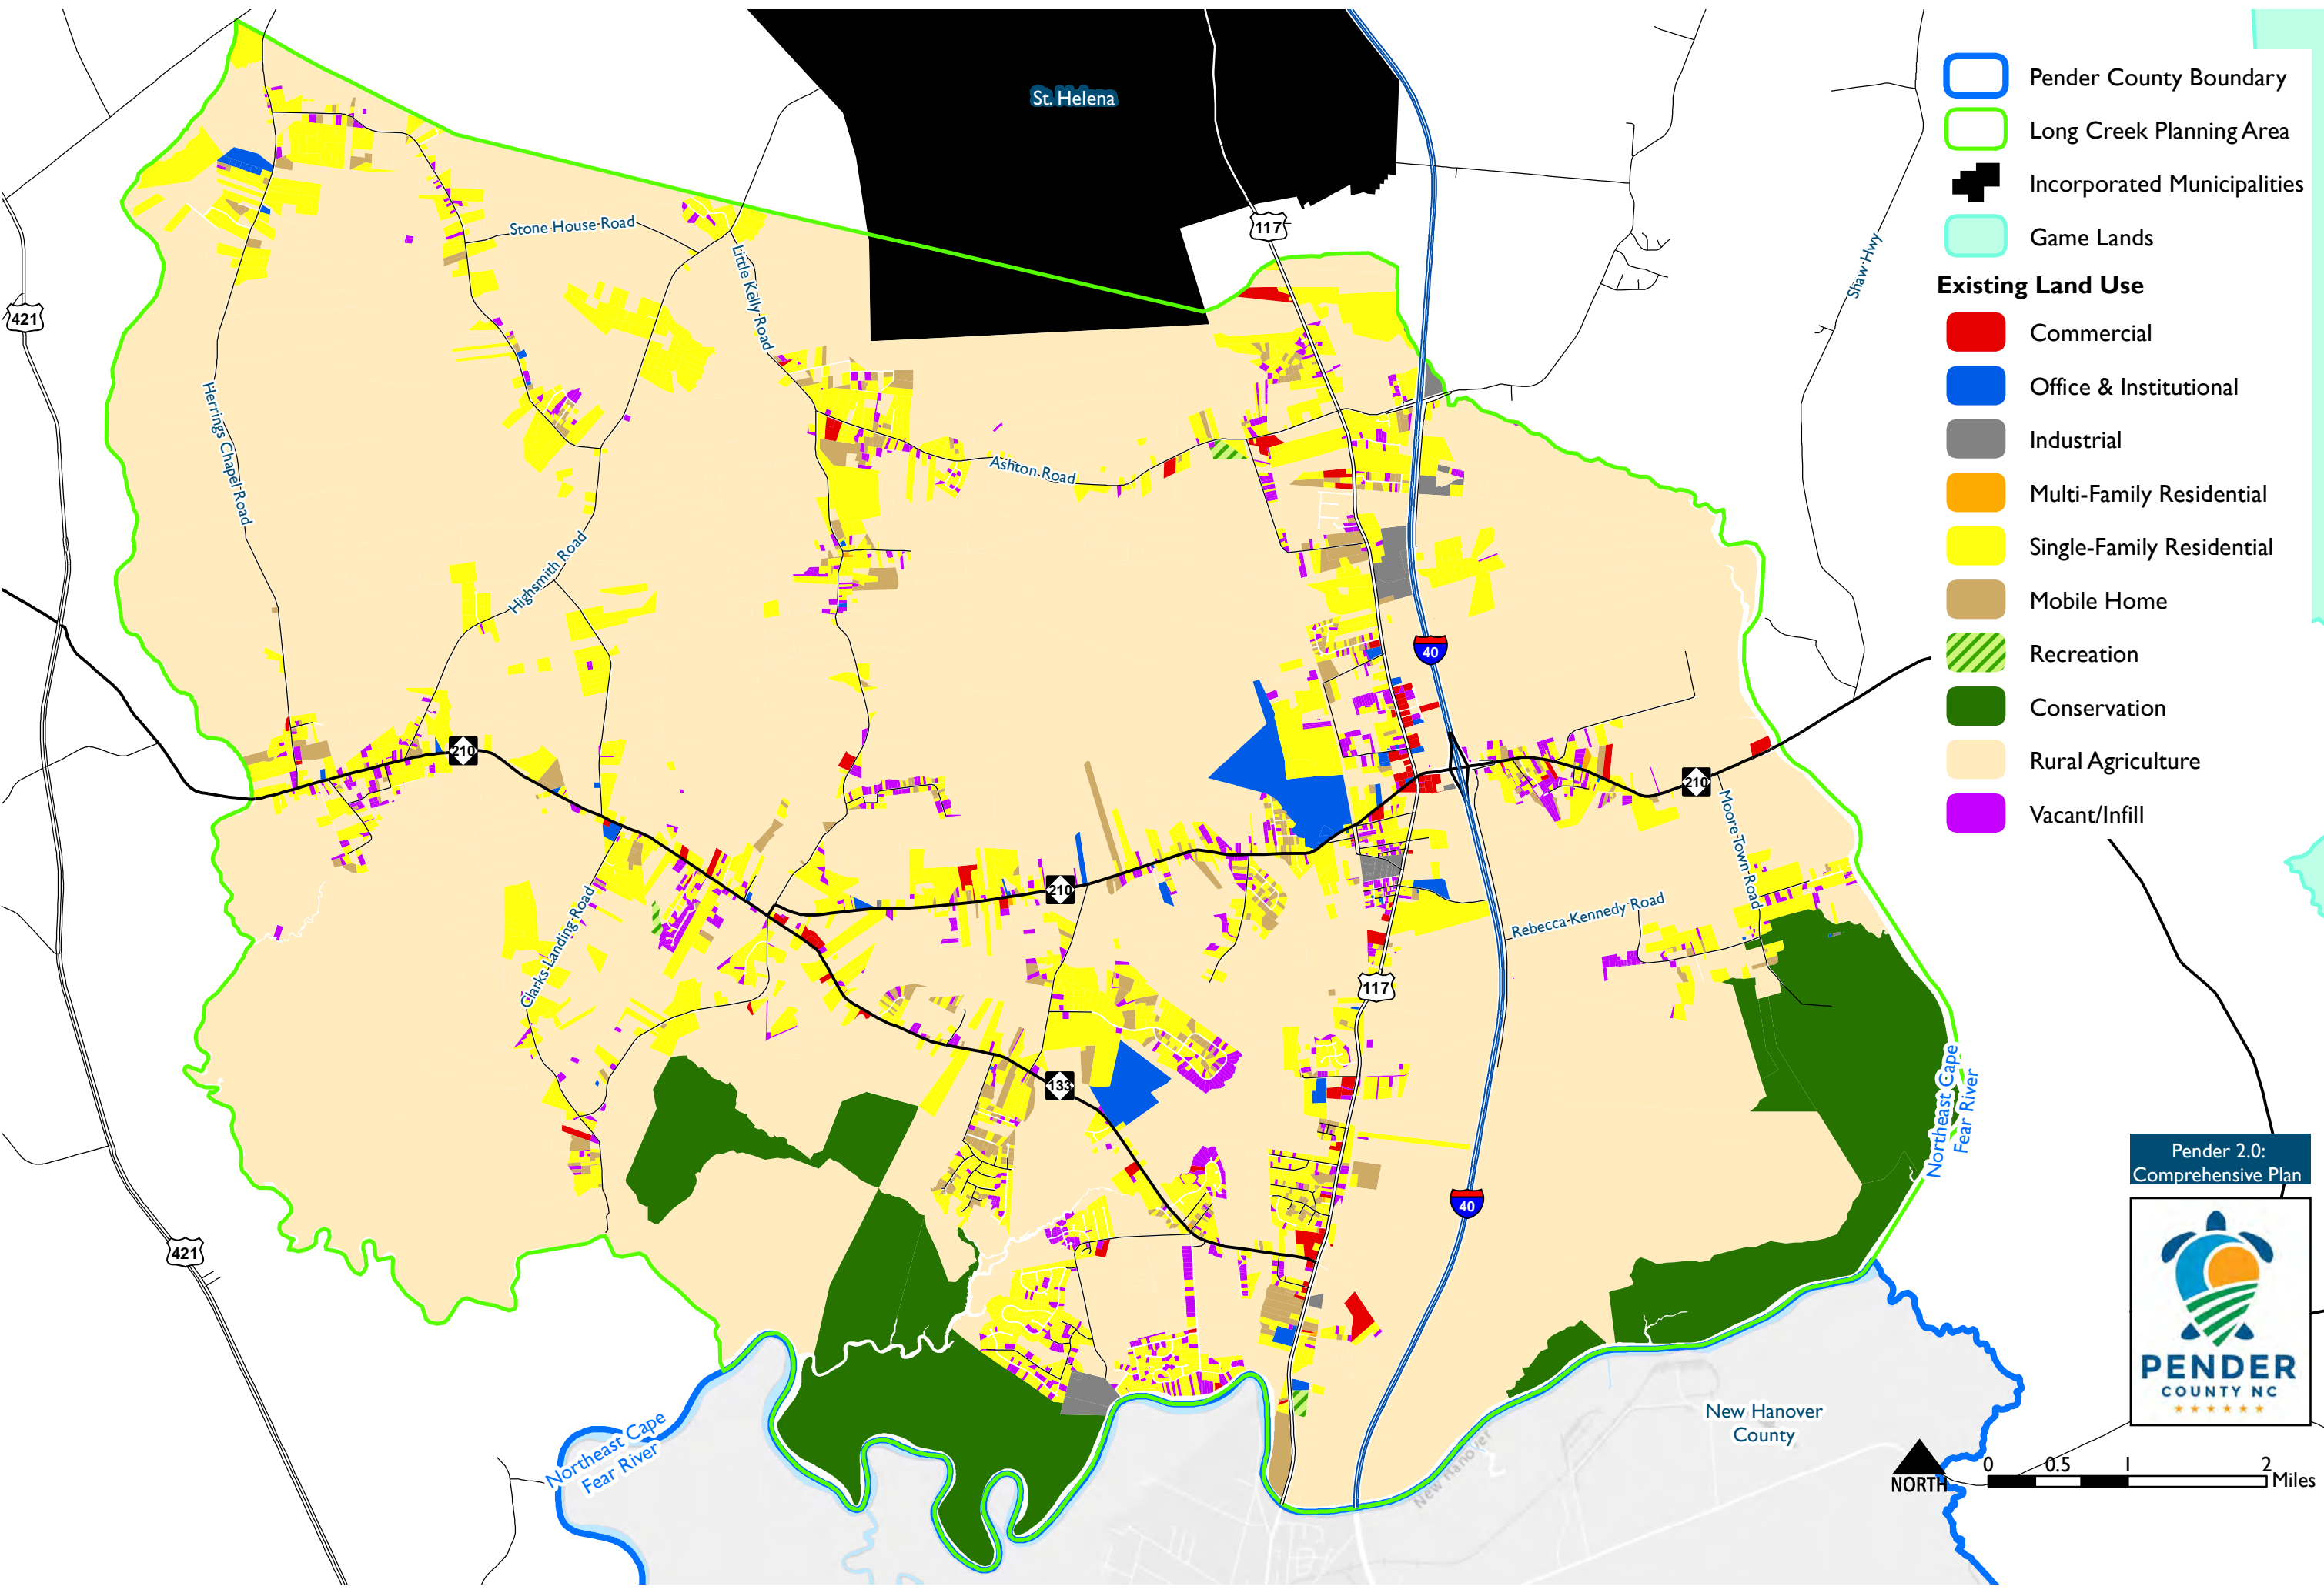 St. Helena
117
Stone House Road
Little Kelly Road
421
Herrings Chapel Road
Ashton Road
Shaw Hwy
Highsmith Road
40
210
210
Moore Town Road
210
Clarks Landing Road
Rebecca Kennedy Road
117
133
Northeast Cape
Fear River
40
421
Northeast Cape
Fear River
New Hanover
New Hanover
County
Pender County Boundary
Long Creek Planning Area
Incorporated Municipalities
Game Lands
Existing Land Use
Commercial
Office & Institutional
Industrial
Multi-Family Residential
Single-Family Residential
Mobile Home
Recreation
Conservation
Rural Agriculture
Vacant/Infill
Pender 2.0:
Comprehensive Plan
PENDER
COUNTY NC
NORTH
0 0.5 1 2
Miles